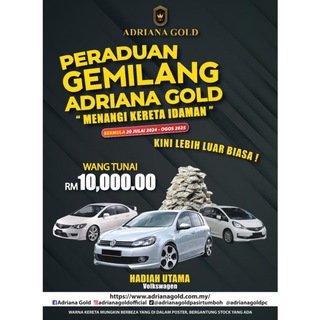 ADRIANA GOLD
PERADUAN
GEMILANG
ADRIANA GOLD
“ MENANGI KERETA IDAMAN ”
BERMULA 20 JULAI 2024 - OGOS 2025
KINI LEBIH LUAR BIASA !
WANG TUNAI
RM 10,000.00
HADIAH UTAMA
Volkswagen
https://www.adrianagold.com.my/
Adriana Gold adrianagoldofficial @adrianagoldpasirtumboh @adrianagoldpc
WARNA KERETA MUNGKIN BERBEZA YANG DI DALAM POSTER, BERGANTUNG STOCK YANG ADA